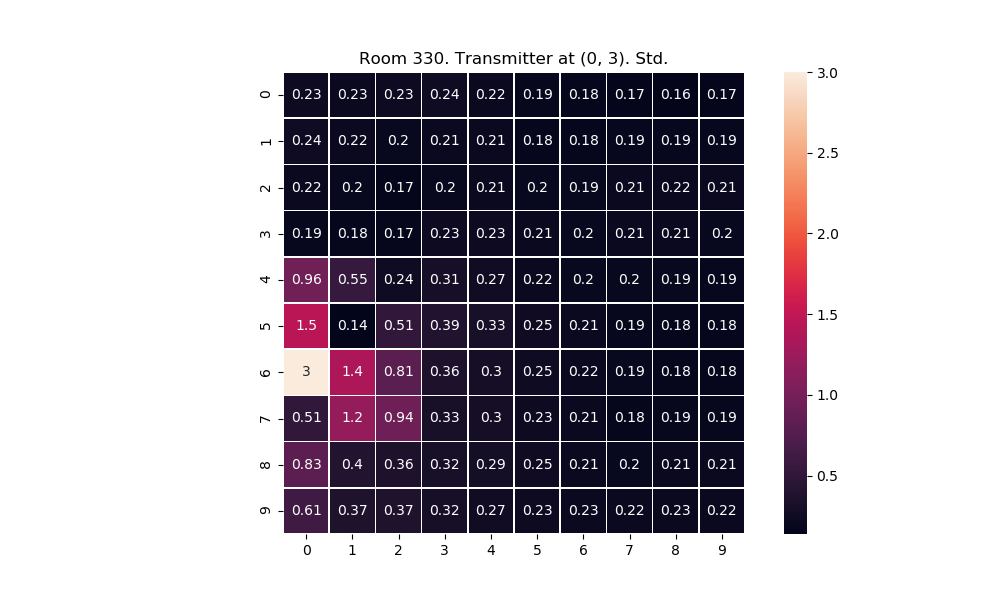 Room 330. Transmitter at (0, 3). Std.
0 0.23 0.23 0.23 0.24 0.22 0.19 0.18 0.17 0.16 0.17
1 0.24 0.22 0.2 0.21 0.21 0.18 0.18 0.19 0.19 0.19
2 0.22 0.2 0.17 0.2 0.21 0.2 0.19 0.21 0.22 0.21
3 0.19 0.18 0.17 0.23 0.23 0.21 0.2 0.21 0.21 0.2
4 0.96 0.55 0.24 0.31 0.27 0.22 0.2 0.2 0.19 0.19
5 1.5 0.14 0.51 0.39 0.33 0.25 0.21 0.19 0.18 0.18
6 3 1.4 0.81 0.36 0.3 0.25 0.22 0.19 0.18 0.18
7 0.51 1.2 0.94 0.33 0.3 0.23 0.21 0.18 0.19 0.19
8 0.83 0.4 0.36 0.32 0.29 0.25 0.21 0.2 0.21 0.21
9 0.61 0.37 0.37 0.32 0.27 0.23 0.23 0.22 0.23 0.22
0 1 2 3 4 5 6 7 8 9
3.0
2.5
2.0
1.5
1.0
0.5